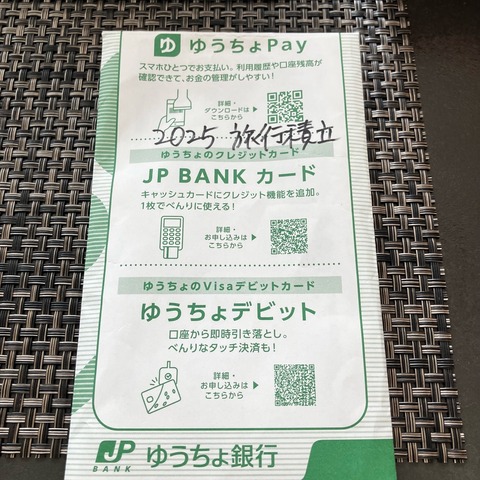 ゆ ゆうちょPay
スマホひとつでお支払い。利用履歴や口座残高が
確認できて、お金の管理がしやすい!
詳細・
ダウンロードは
こちらから
2025 旅行積立
ゆうちょのクレジットカード
JP BANK カード
キャッシュカードにクレジット機能を追加。
1枚でべんりに使える!
詳細・
お申し込みは
こちらから
ゆうちょのVisaデビットカード
ゆうちょデビット
口座から即時引き落とし。
べんりなタッチ決済も!
詳細・
お申し込みは
こちらから
JP
BANK
ゆうちょ銀行